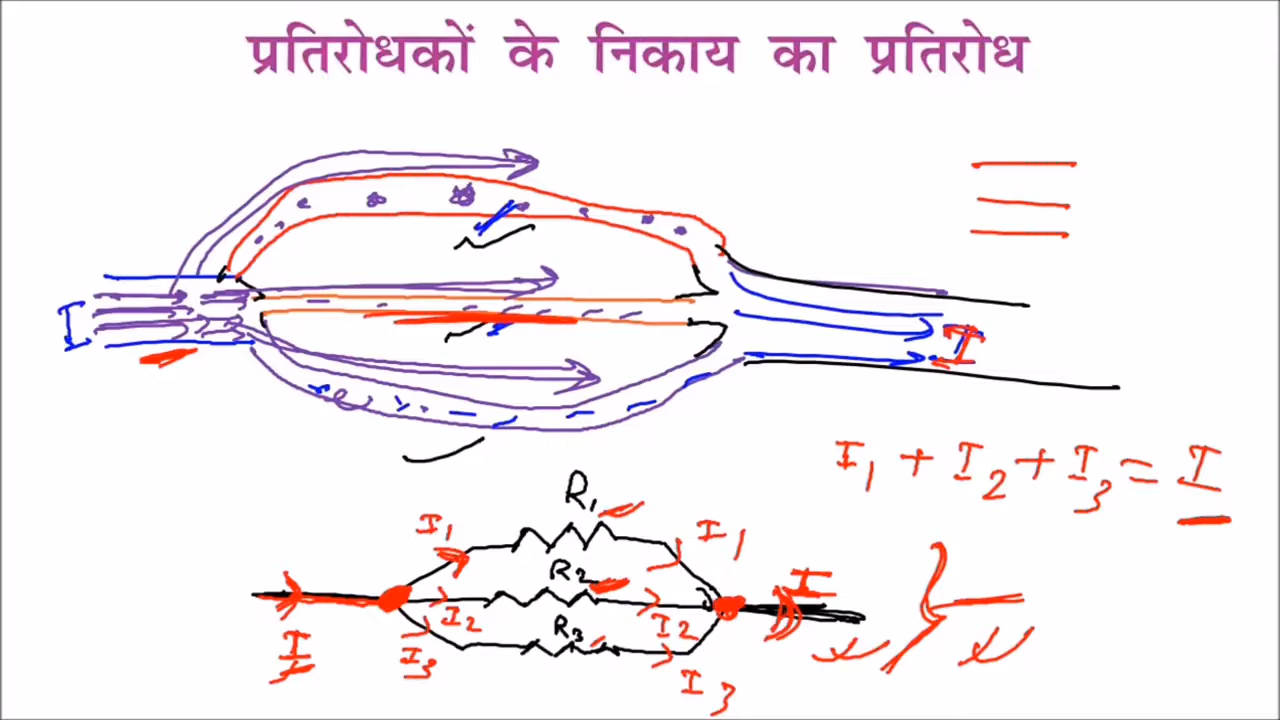 प्रतिरोधकों के निकाय का प्रतिरोध
I
I
I₁ + I₂ + I₃ = I
R₁
I₁
I₁
R₂
I
I
I₂
I₂
R₃
I₃
I₃